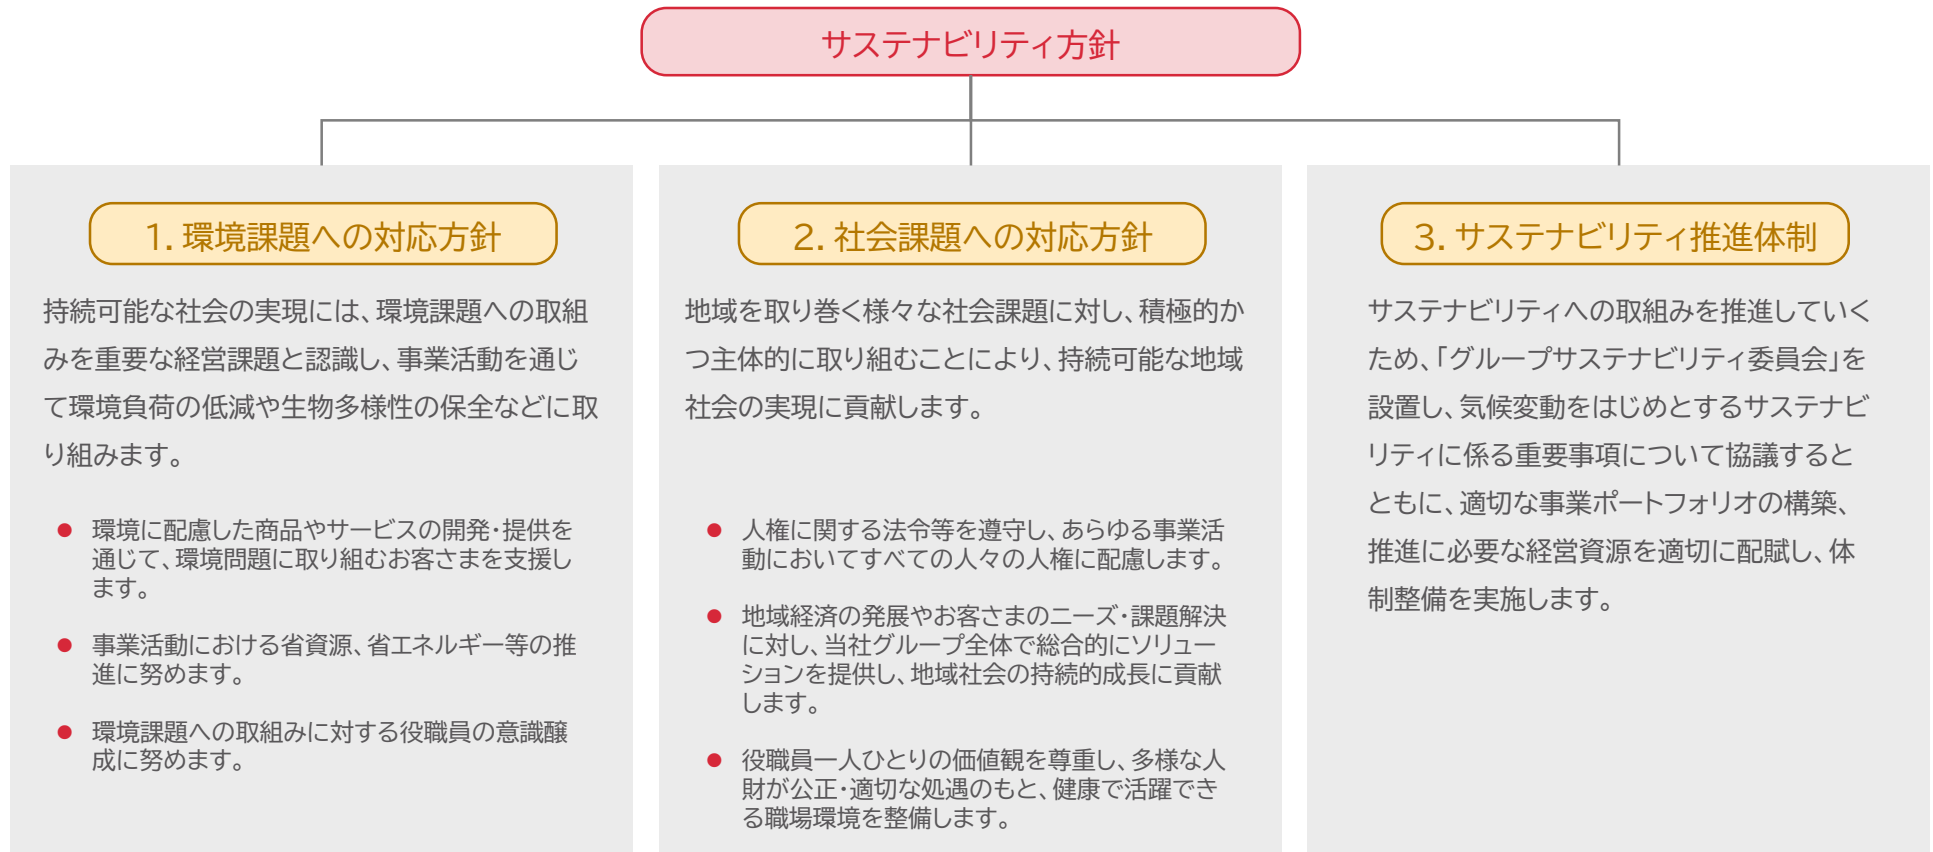 サステナビリティ方針
1. 環境課題への対応方針
持続可能な社会の実現には、環境課題への取組
みを重要な経営課題と認識し、事業活動を通じ
て環境負荷の低減や生物多様性の保全などに取
り組みます。
● 環境に配慮した商品やサービスの開発・提供を
通じて、環境問題に取り組むお客さまを支援し
ます。
● 事業活動における省資源、省エネルギー等の推
進に努めます。
● 環境課題への取組みに対する役職員の意識醸
成に努めます。
2. 社会課題への対応方針
地域を取り巻く様々な社会課題に対し、積極的か
つ主体的に取り組むことにより、持続可能な地域
社会の実現に貢献します。
● 人権に関する法令等を遵守し、あらゆる事業活
動においてすべての人々の人権に配慮します。
● 地域経済の発展やお客さまのニーズ・課題解決
に対し、当社グループ全体で総合的にソリュー
ションを提供し、地域社会の持続的成長に貢献
します。
● 役職員一人ひとりの価値観を尊重し、多様な人
財が公正・適切な処遇のもと、健康で活躍でき
る職場環境を整備します。
3. サステナビリティ推進体制
サステナビリティへの取組みを推進していく
ため、「グループサステナビリティ委員会」を
設置し、気候変動をはじめとするサステナビ
リティに係る重要事項について協議すると
ともに、適切な事業ポートフォリオの構築、
推進に必要な経営資源を適切に配賦し、体
制整備を実施します。